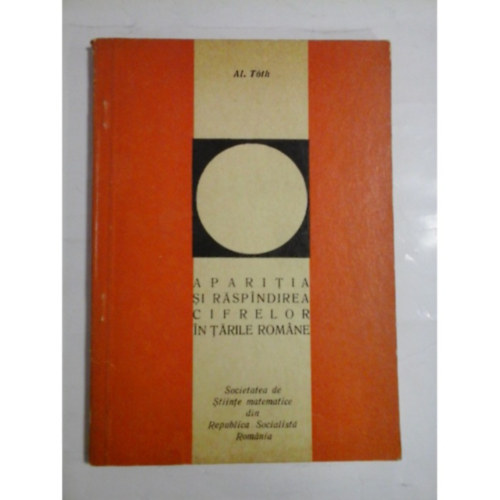 Al. Tóth
APARIȚIA
ȘI RĂSPÎNDIREA
CIFRELOR
ÎN ȚĂRILE ROMÂNE
Societatea de
Științe matematice
din
Republica Socialistă
România